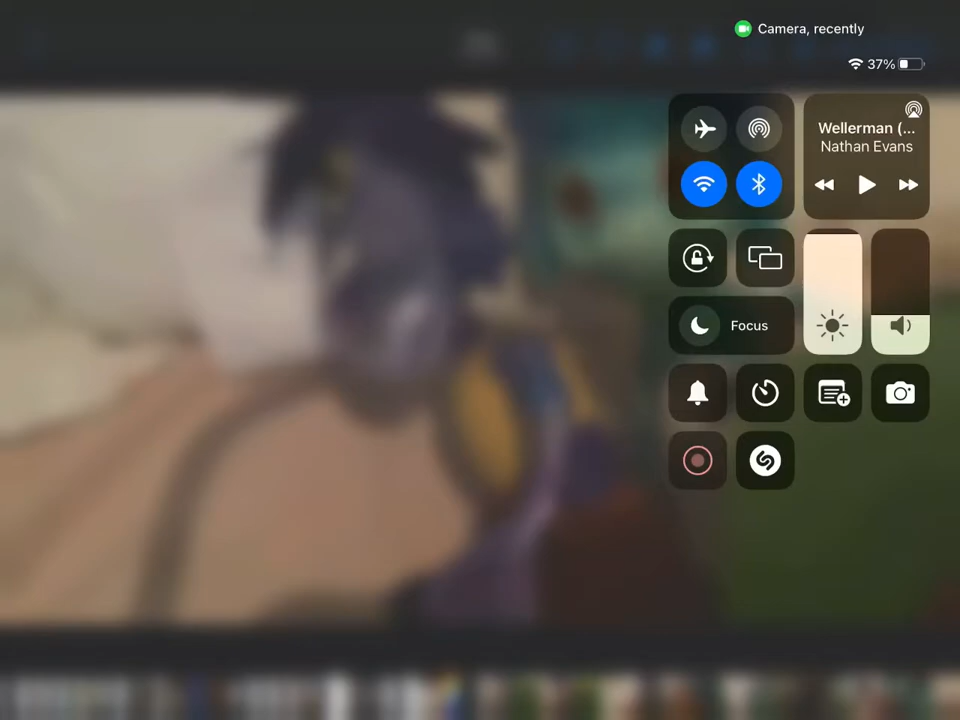 Camera, recently
37%
Wellerman (...
Nathan Evans
Focus